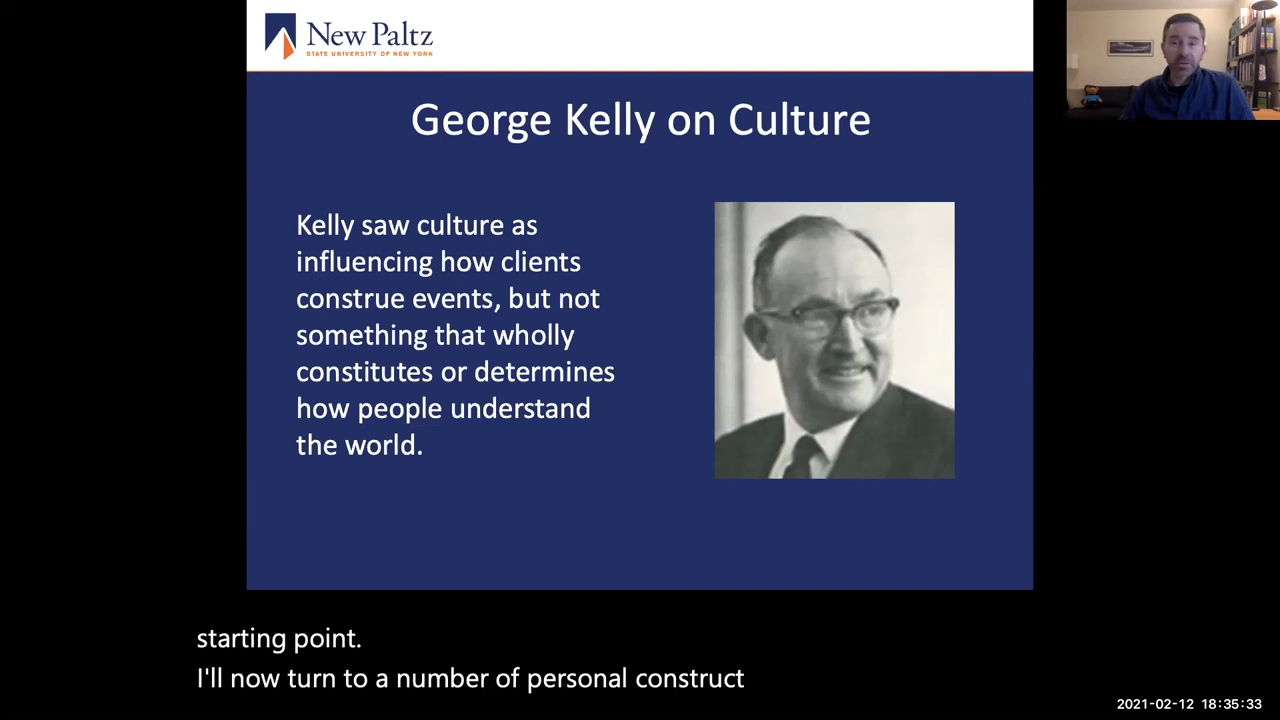 New Paltz
STATE UNIVERSITY OF NEW YORK
George Kelly on Culture
Kelly saw culture as
influencing how clients
construe events, but not
something that wholly
constitutes or determines
how people understand
the world.
starting point.
I'll now turn to a number of personal construct
2021-02-12 18:35:33